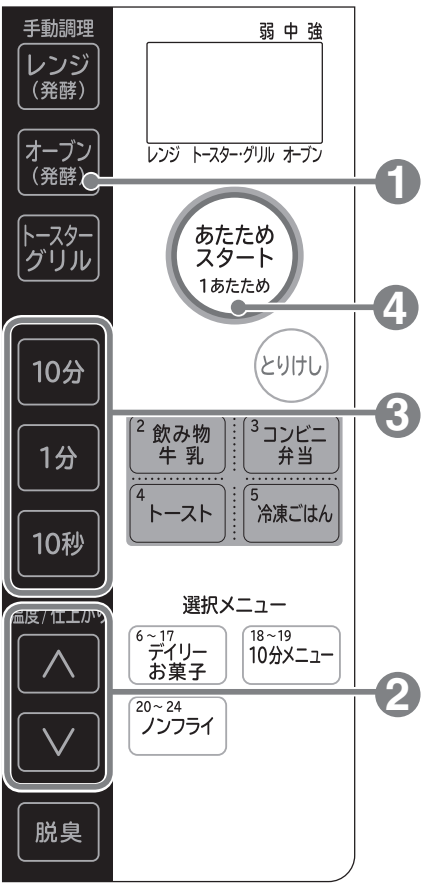 手動調理
レンジ
（発酵）
オーブン
（発酵）
トースター
グリル
10分
1分
10秒
温度/仕上がり
脱臭
弱 中 強
レンジ トースター・グリル オーブン
あたため
スタート
1あたため
とりけし
2 飲み物
牛乳
3 コンビニ
弁当
4
トースト
5
冷凍ごはん
選択メニュー
6～17
デイリー
お菓子
18～19
10分メニュー
20～24
ノンフライ
1
4
3
2